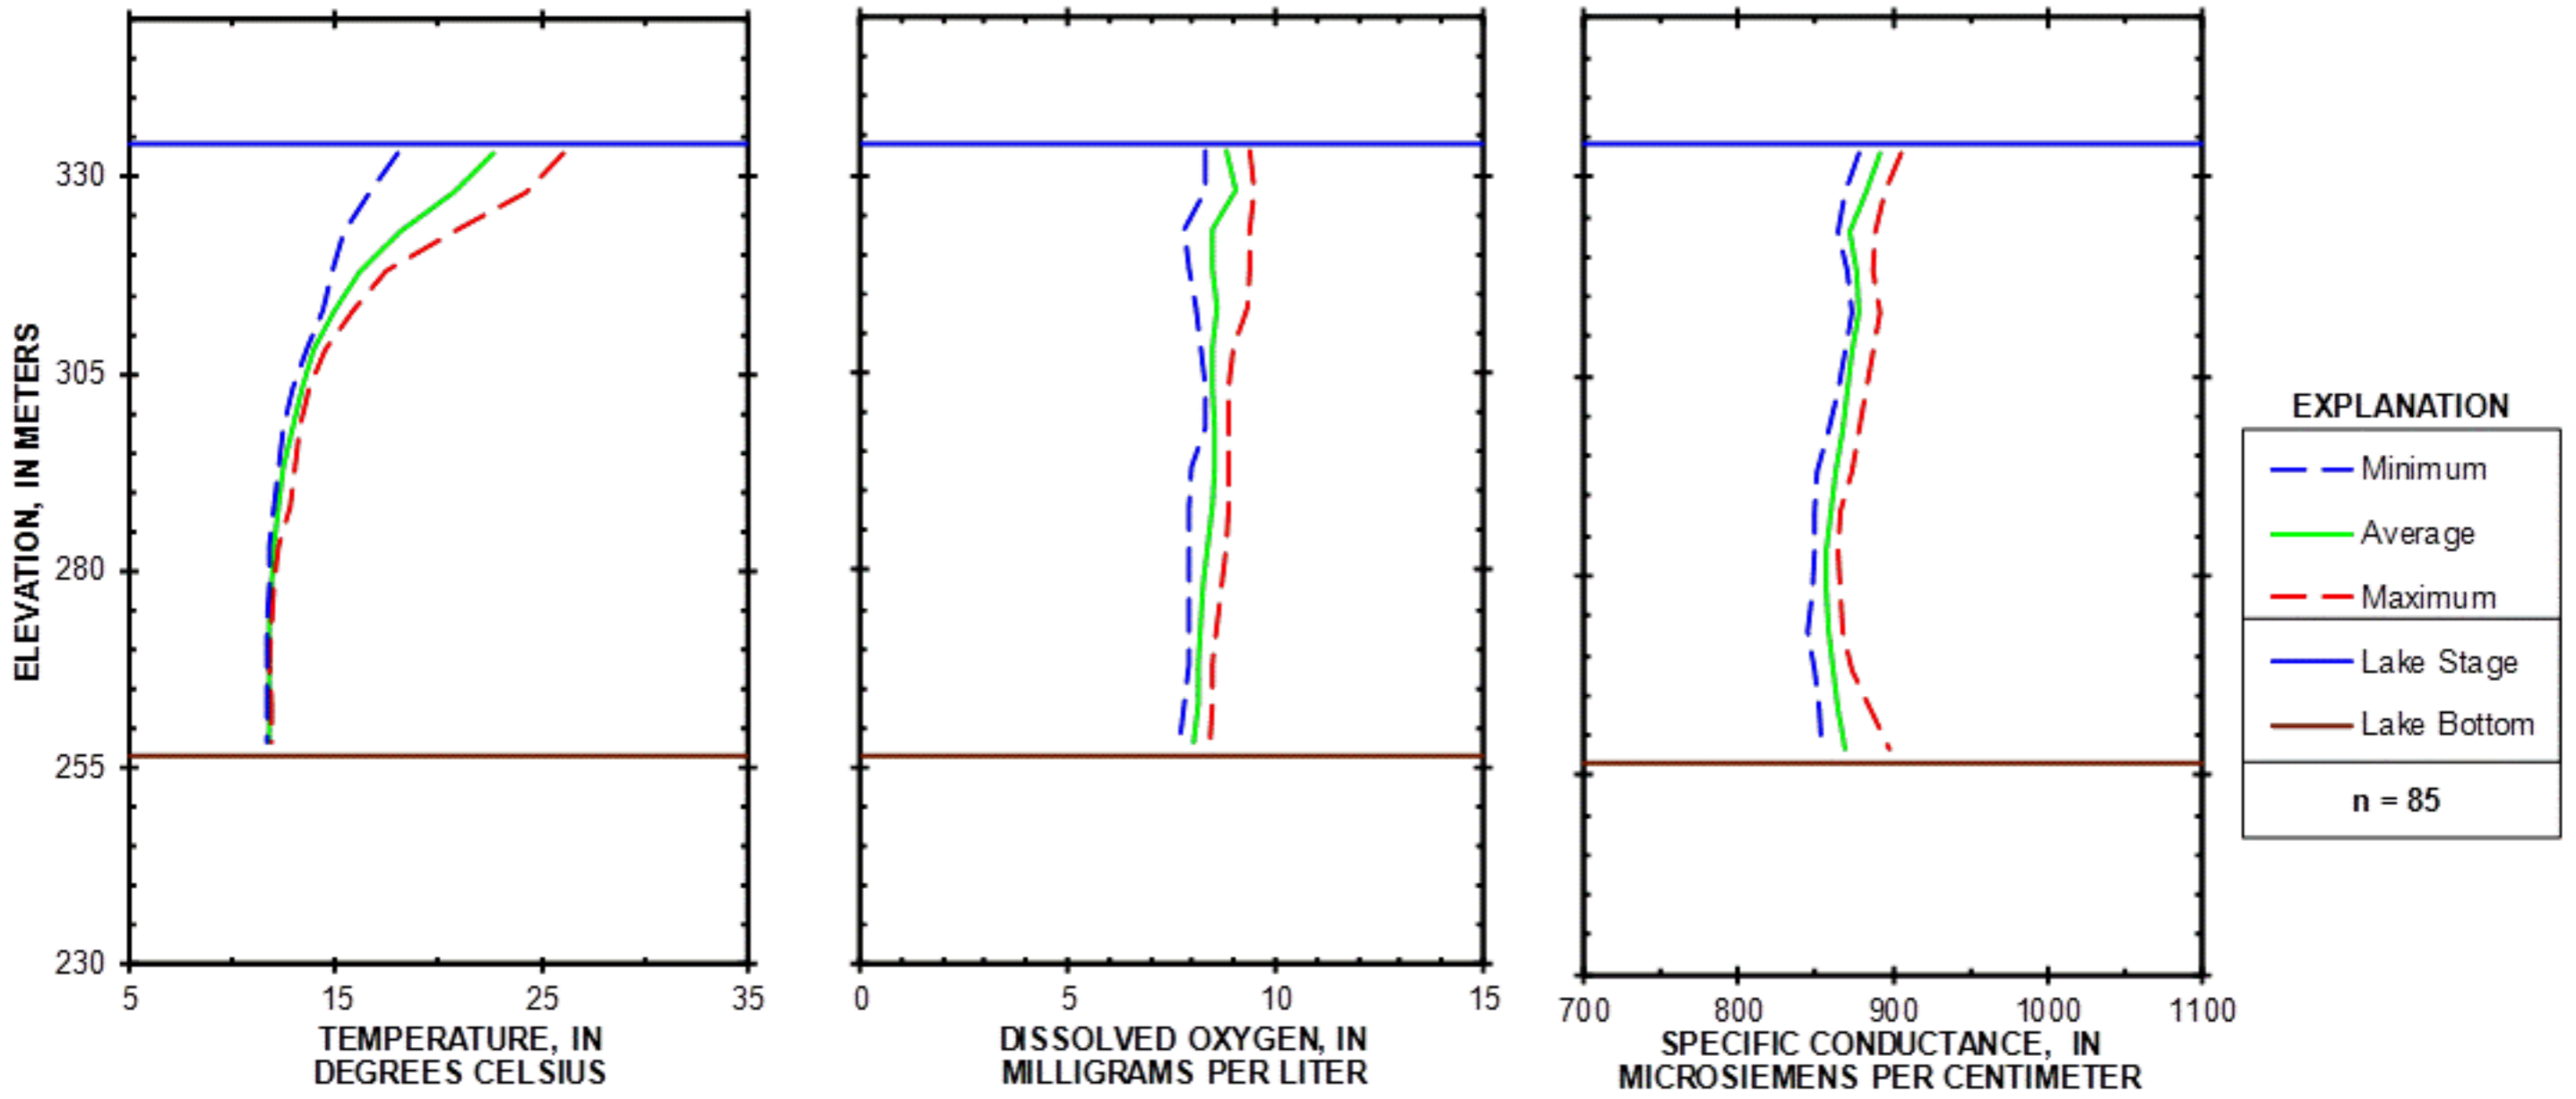 ELEVATION, IN METERS
330
305
280
255
230
5
15
25
35
TEMPERATURE, IN
DEGREES CELSIUS
0
5
10
15
DISSOLVED OXYGEN, IN
MILLIGRAMS PER LITER
700
800
900
1000
1100
SPECIFIC CONDUCTANCE, IN
MICROSIEMENS PER CENTIMETER
EXPLANATION
Minimum
Average
Maximum
Lake Stage
Lake Bottom
n = 85